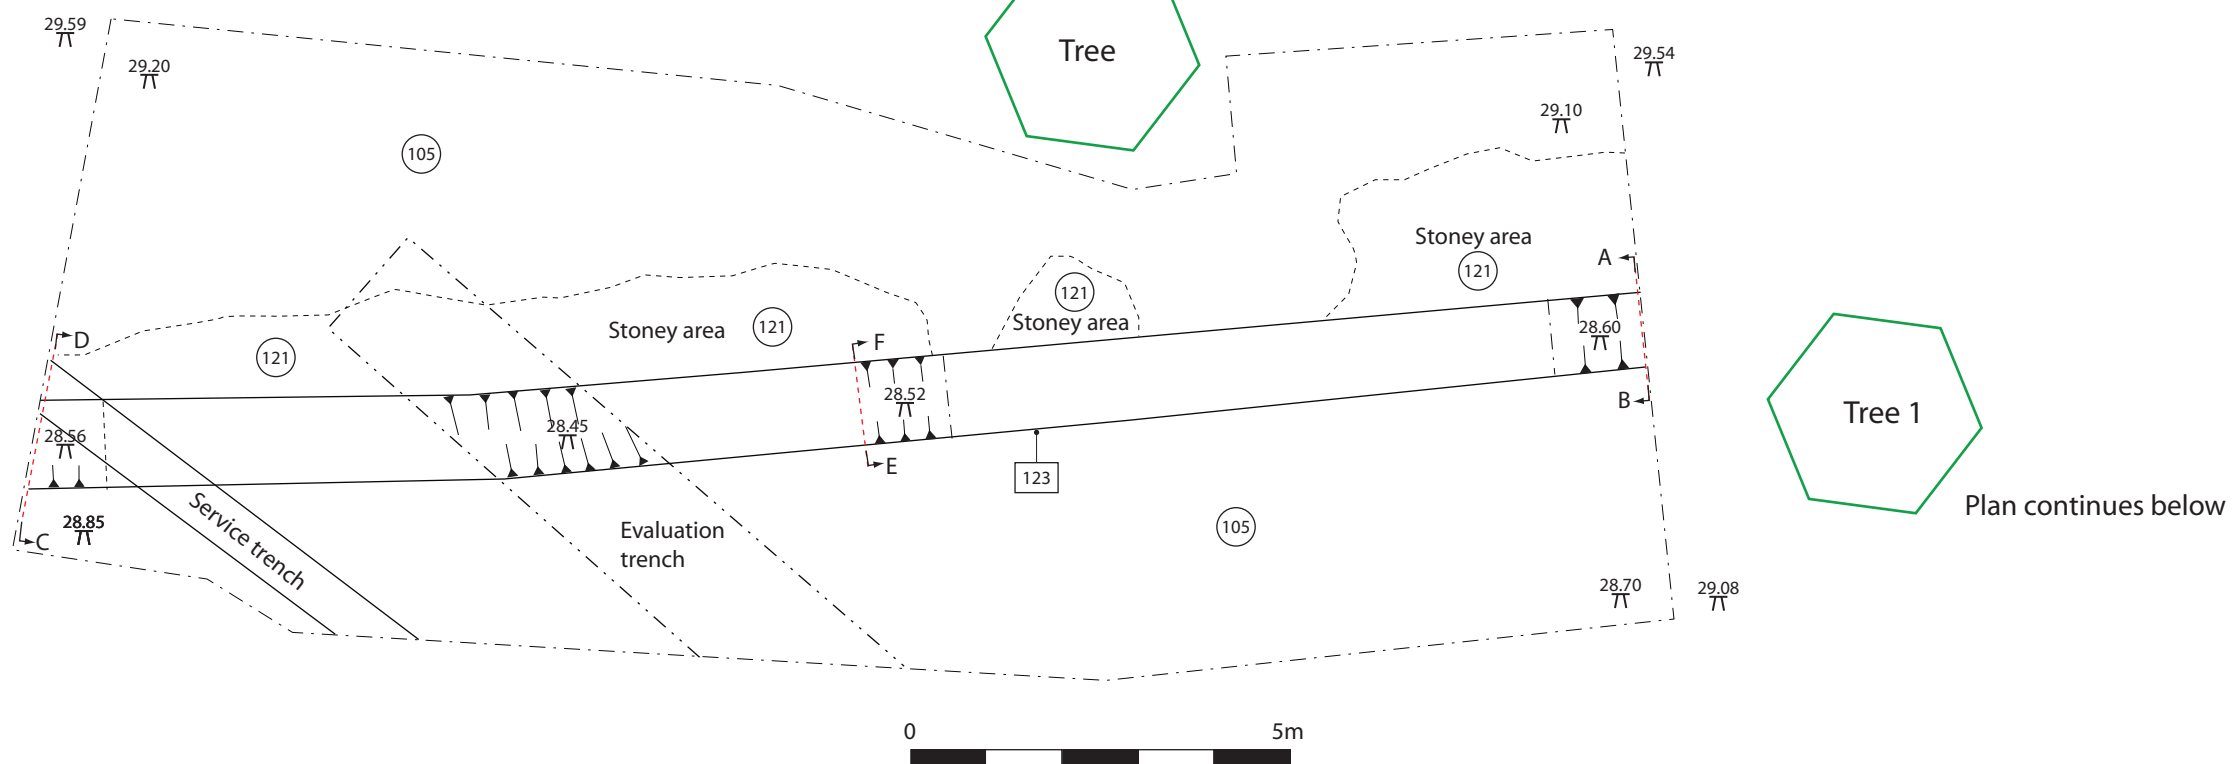 29.59
29.20
Tree
29.54
29.10
105
Stoney area
A
121
121
Stoney area
Stoney area
121
28.60
D
121
F
28.52
B
Tree 1
28.56
28.45
E
123
Plan continues below
28.85
C
Service trench
Evaluation
trench
105
28.70
29.08
0 5m